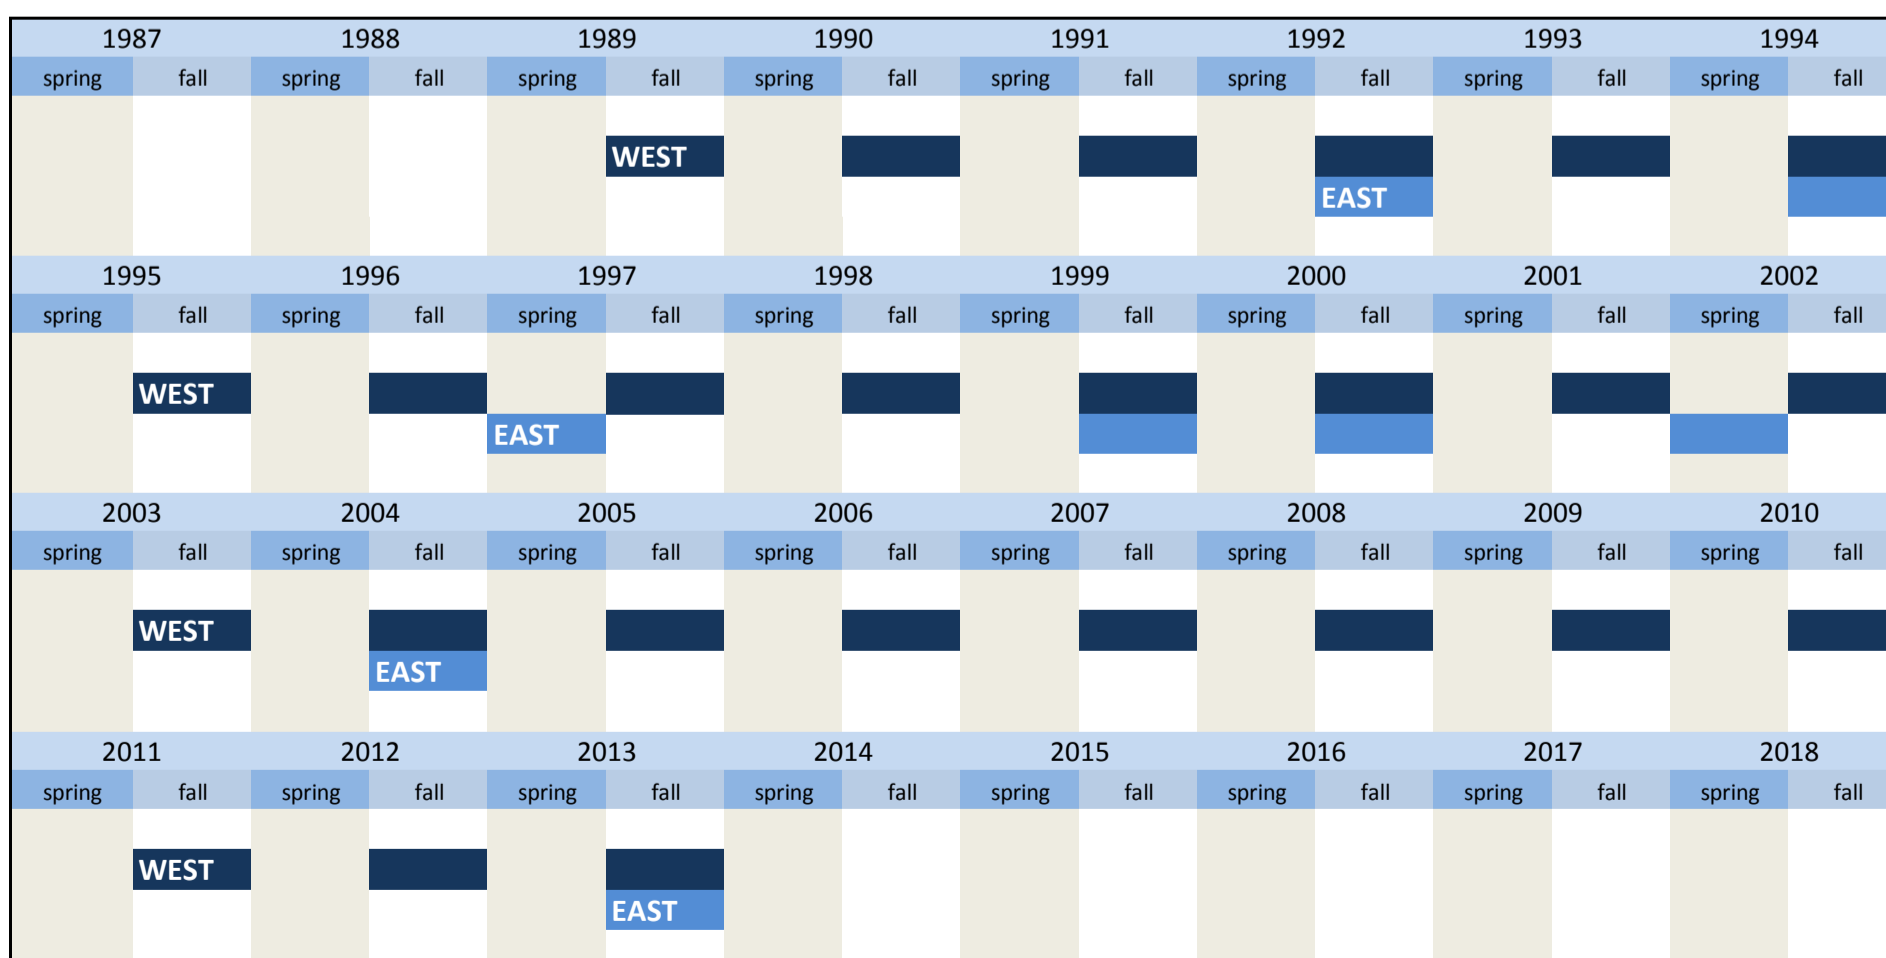 1987 1988 1989 1990 1991 1992 1993 1994
spring fall spring fall spring fall spring fall spring fall spring fall spring fall spring fall
WEST
EAST
1995 1996 1997 1998 1999 2000 2001 2002
spring fall spring fall spring fall spring fall spring fall spring fall spring fall spring fall
WEST
EAST
2003 2004 2005 2006 2007 2008 2009 2010
spring fall spring fall spring fall spring fall spring fall spring fall spring fall spring fall
WEST
EAST
2011 2012 2013 2014 2015 2016 2017 2018
spring fall spring fall spring fall spring fall spring fall spring fall spring fall spring fall
WEST
EAST